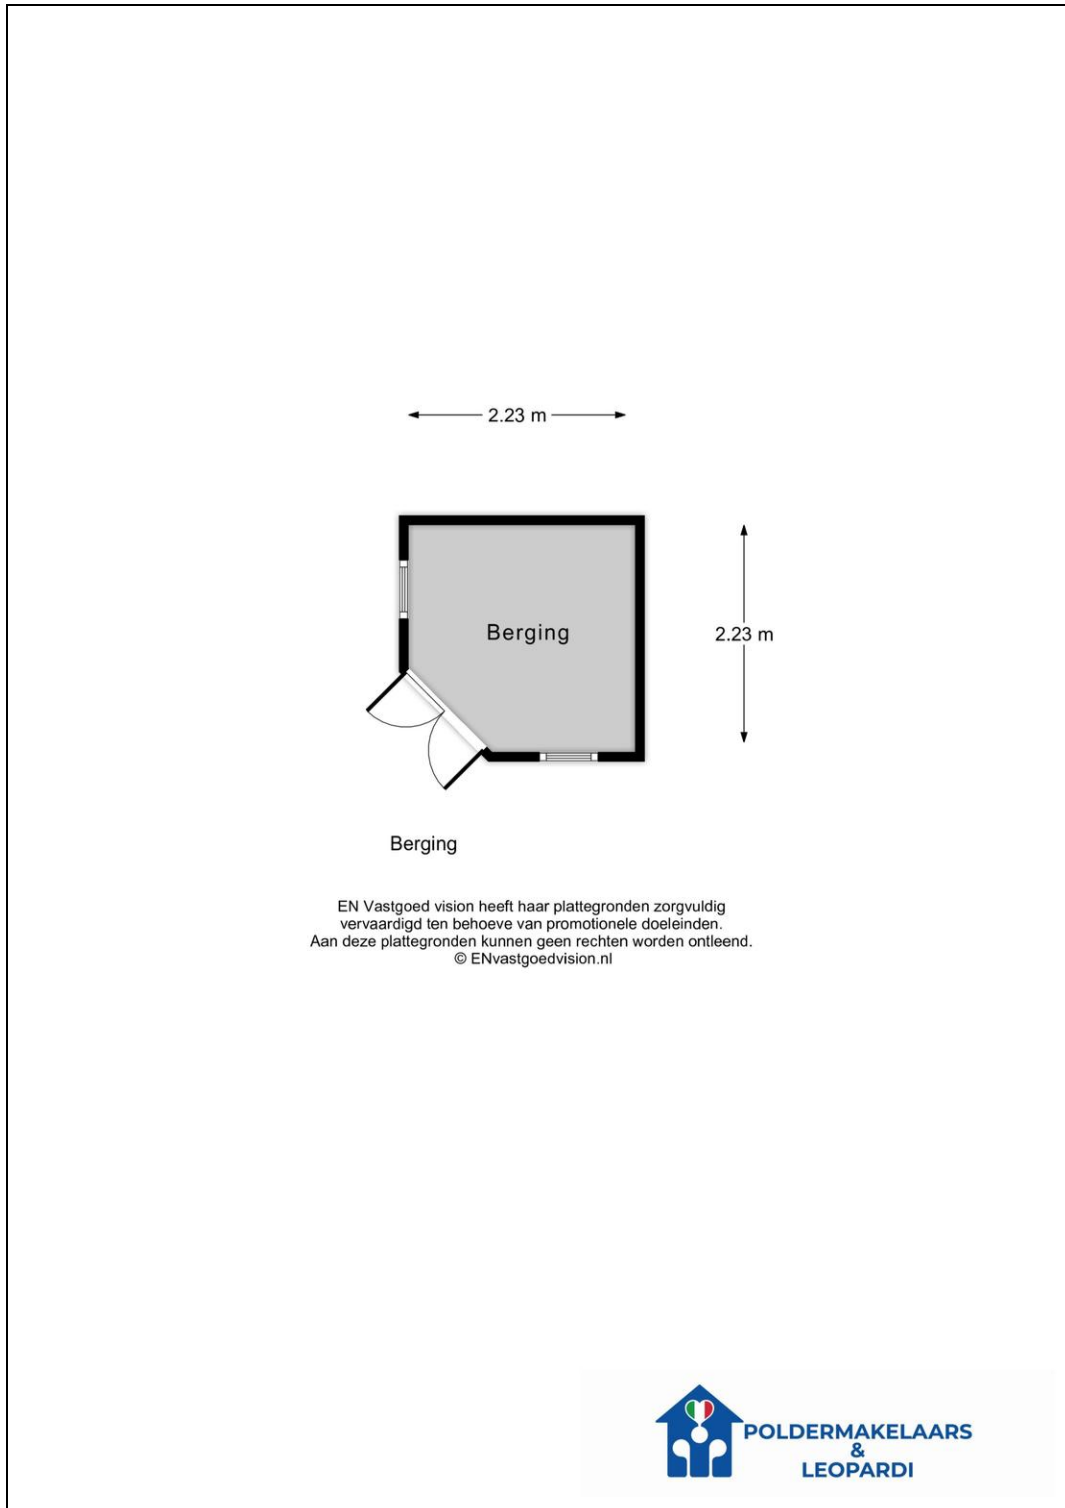 2.23 m
Berging
2.23 m
Berging
EN Vastgoed vision heeft haar plattegronden zorgvuldig
vervaardigd ten behoeve van promotionele doeleinden.
Aan deze plattegronden kunnen geen rechten worden ontleend.
© ENvastgoedvision.nl
POLDERMAKELAARS
&
LEOPARDI